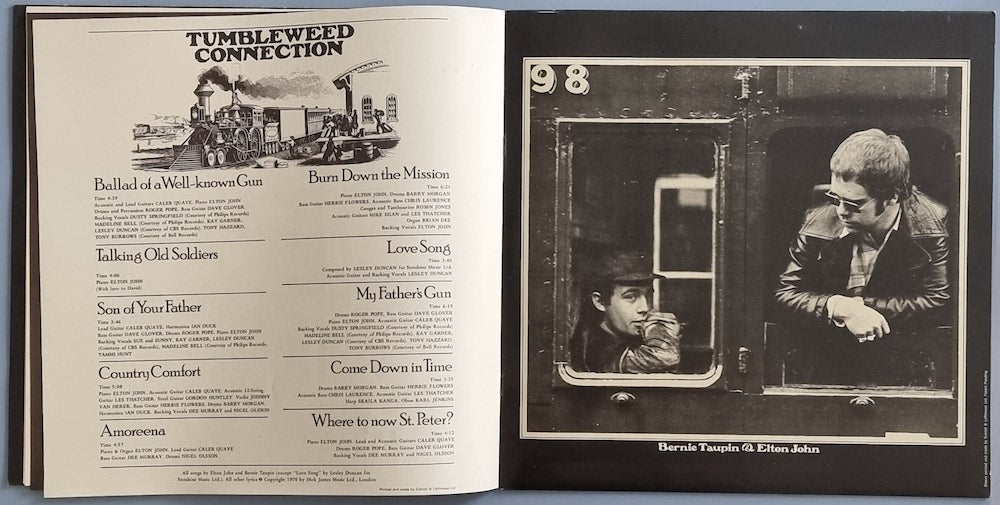 TUMBLEWEED
CONNECTION
Ballad of a Well-known Gun
Time 4:59
Acoustic and Lead Guitars CALEB QUAYE, Piano ELTON JOHN
Drums and Percussion ROGER POPE, Bass Guitar DAVE GLOVER
Backing Vocals DUSTY SPRINGFIELD (Courtesy of Philips Records)
MADELINE BELL (Courtesy of Philips Records), KAY GARNER,
LESLEY DUNCAN (Courtesy of CBS Records), TONY HAZZARD,
TONY BURROWS (Courtesy of Bell Records)
Talking Old Soldiers
Time 4:06
Piano ELTON JOHN
(With love to David)
Son of Your Father
Time 3:46
Lead Guitar CALEB QUAYE, Harmonica IAN DUCK
Bass Guitar DAVE GLOVER, Drums ROGER POPE, Piano ELTON JOHN
Backing Vocals SUE and SUNNY, KAY GARNER, LESLEY DUNCAN
(Courtesy of CBS Records), MADELINE BELL (Courtesy of Philips Records),
TAMMI HUNT
Country Comfort
Time 5:08
Piano ELTON JOHN, Acoustic Guitar CALEB QUAYE, Acoustic 12-String
Guitar LES THATCHER, Steel Guitar GORDON HUNTLEY, Violin JOHNNY
VAN DEREK, Bass Guitar HERBIE FLOWERS, Drums BARRY MORGAN,
Harmonica IAN DUCK, Backing Vocals DEE MURRAY and NIGEL OLSSON
Amoreena
Time 4:57
Piano & Organ ELTON JOHN, Lead Guitar CALEB QUAYE
Bass Guitar DEE MURRAY, Drums NIGEL OLSSON
Burn Down the Mission
Time 6:21
Piano ELTON JOHN, Drums BARRY MORGAN
Bass Guitar HERBIE FLOWERS, Acoustic Bass CHRIS LAURENCE
Congas and Tambourine ROBIN JONES
Acoustic Guitars MIKE EGAN and LES THATCHER
Organ BRIAN DEE
Backing Vocals ELTON JOHN
Love Song
Time 3:40
Composed by LESLEY DUNCAN for Sunshine Music Ltd.
Acoustic Guitar and Backing Vocals LESLEY DUNCAN
My Father's Gun
Time 6:19
Drums ROGER POPE, Bass Guitar DAVE GLOVER
Piano ELTON JOHN, Acoustic Guitar CALEB QUAYE
Backing Vocals DUSTY SPRINGFIELD (Courtesy of Philips Records)
MADELINE BELL (Courtesy of Philips Records), KAY GARNER,
LESLEY DUNCAN (Courtesy of CBS Records), TONY HAZZARD,
TONY BURROWS (Courtesy of Bell Records)
Come Down in Time
Time 3:25
Drums BARRY MORGAN, Bass Guitar HERBIE FLOWERS
Acoustic Bass CHRIS LAURENCE, Acoustic Guitar LES THATCHER
Harp SKAILA KANGA, Oboe KARL JENKINS
Where to now St. Peter?
Time 4:12
Piano ELTON JOHN, Lead and Acoustic Guitars CALEB QUAYE
Drums ROGER POPE, Bass Guitar DAVE GLOVER
Backing Vocals DEE MURRAY and NIGEL OLSSON
All songs by Elton John and Bernie Taupin (except "Love Song" by Lesley Duncan for
Sunshine Music Ltd.). All other lyrics © Copyright 1970 by Dick James Music Ltd., London
Printed and made by Garrod & Lofthouse Ltd.
98
Bernie Taupin & Elton John